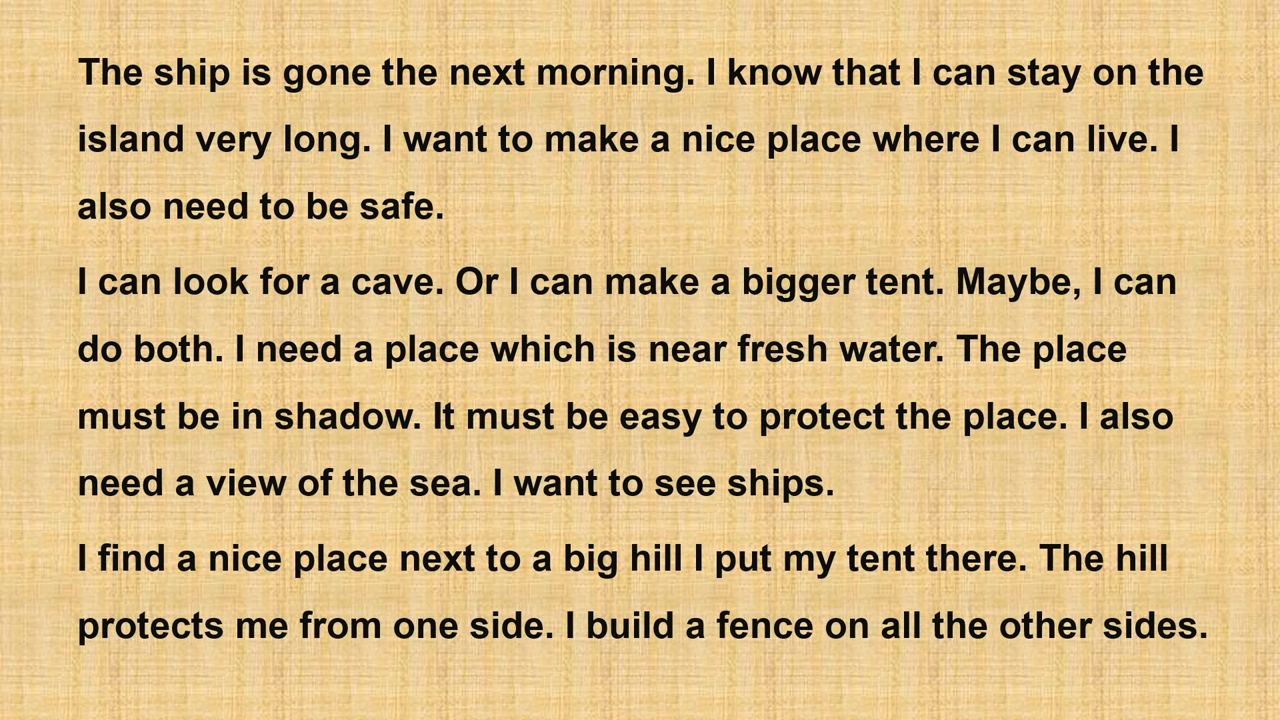 The ship is gone the next morning. I know that I can stay on the
island very long. I want to make a nice place where I can live. I
also need to be safe.
I can look for a cave. Or I can make a bigger tent. Maybe, I can
do both. I need a place which is near fresh water. The place
must be in shadow. It must be easy to protect the place. I also
need a view of the sea. I want to see ships.
I find a nice place next to a big hill I put my tent there. The hill
protects me from one side. I build a fence on all the other sides.